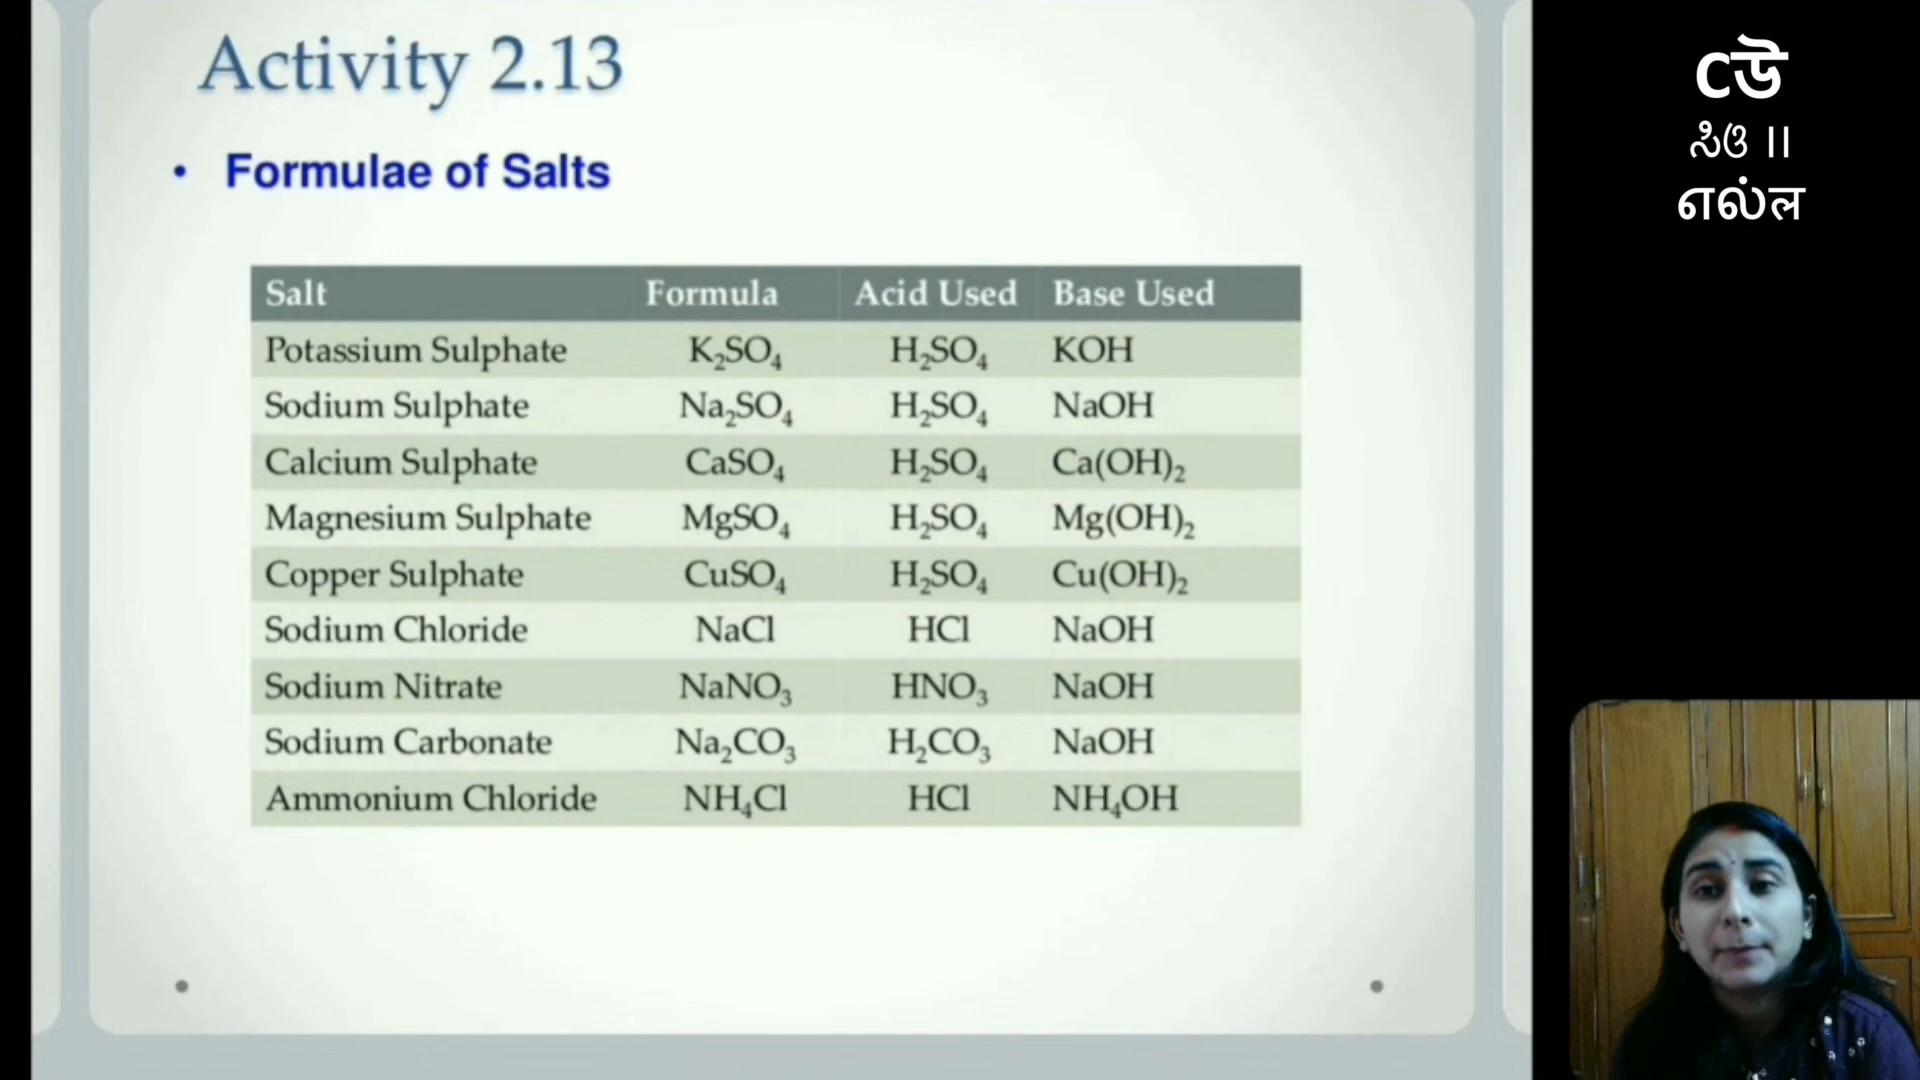 Activity 2.13
• Formulae of Salts
Salt Formula Acid Used Base Used
Potassium Sulphate K₂SO₄ H₂SO₄ KOH
Sodium Sulphate Na₂SO₄ H₂SO₄ NaOH
Calcium Sulphate CaSO₄ H₂SO₄ Ca(OH)₂
Magnesium Sulphate MgSO₄ H₂SO₄ Mg(OH)₂
Copper Sulphate CuSO₄ H₂SO₄ Cu(OH)₂
Sodium Chloride NaCl HCl NaOH
Sodium Nitrate NaNO₃ HNO₃ NaOH
Sodium Carbonate Na₂CO₃ H₂CO₃ NaOH
Ammonium Chloride NH₄Cl HCl NH₄OH